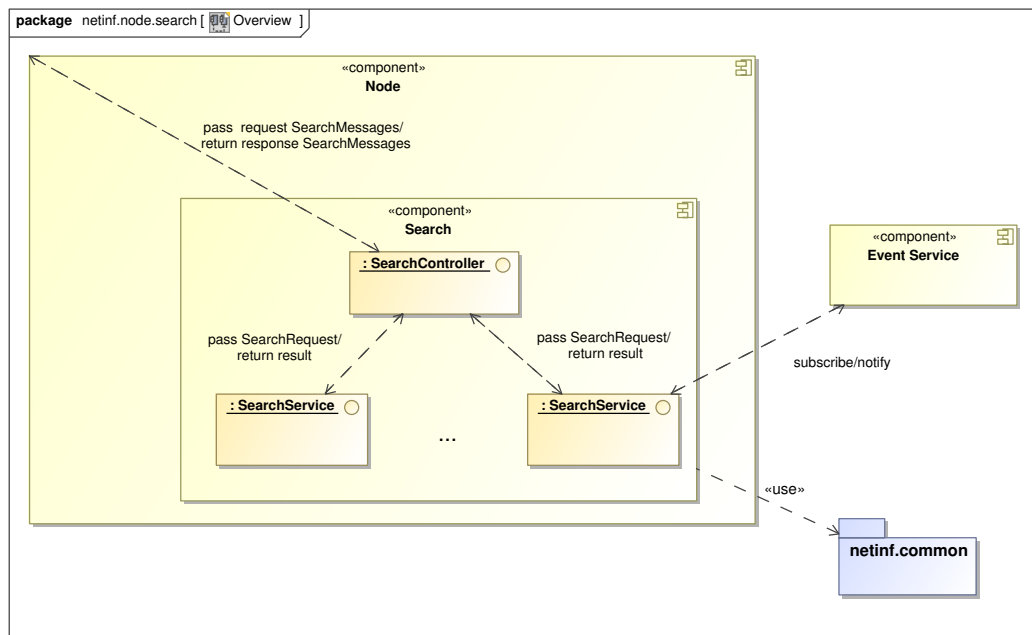 package netinf.node.search [ Overview ]
«component»
Node
pass request SearchMessages/
return response SearchMessages
«component»
Search
: SearchController
«component»
Event Service
pass SearchRequest/
return result
pass SearchRequest/
return result
subscribe/notify
: SearchService
...
: SearchService
«use»
netinf.common